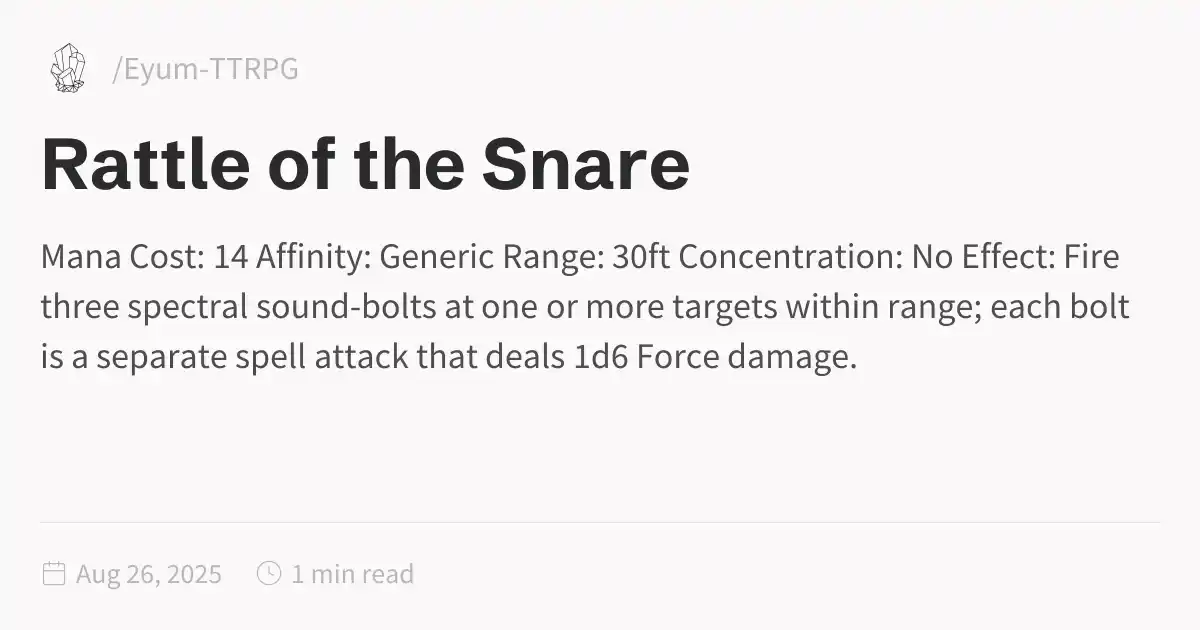 /Eyum-TTRPG
Rattle of the Snare
Mana Cost: 14 Affinity: Generic Range: 30ft Concentration: No Effect: Fire
three spectral sound-bolts at one or more targets within range; each bolt
is a separate spell attack that deals 1d6 Force damage.
Aug 26, 2025 1 min read